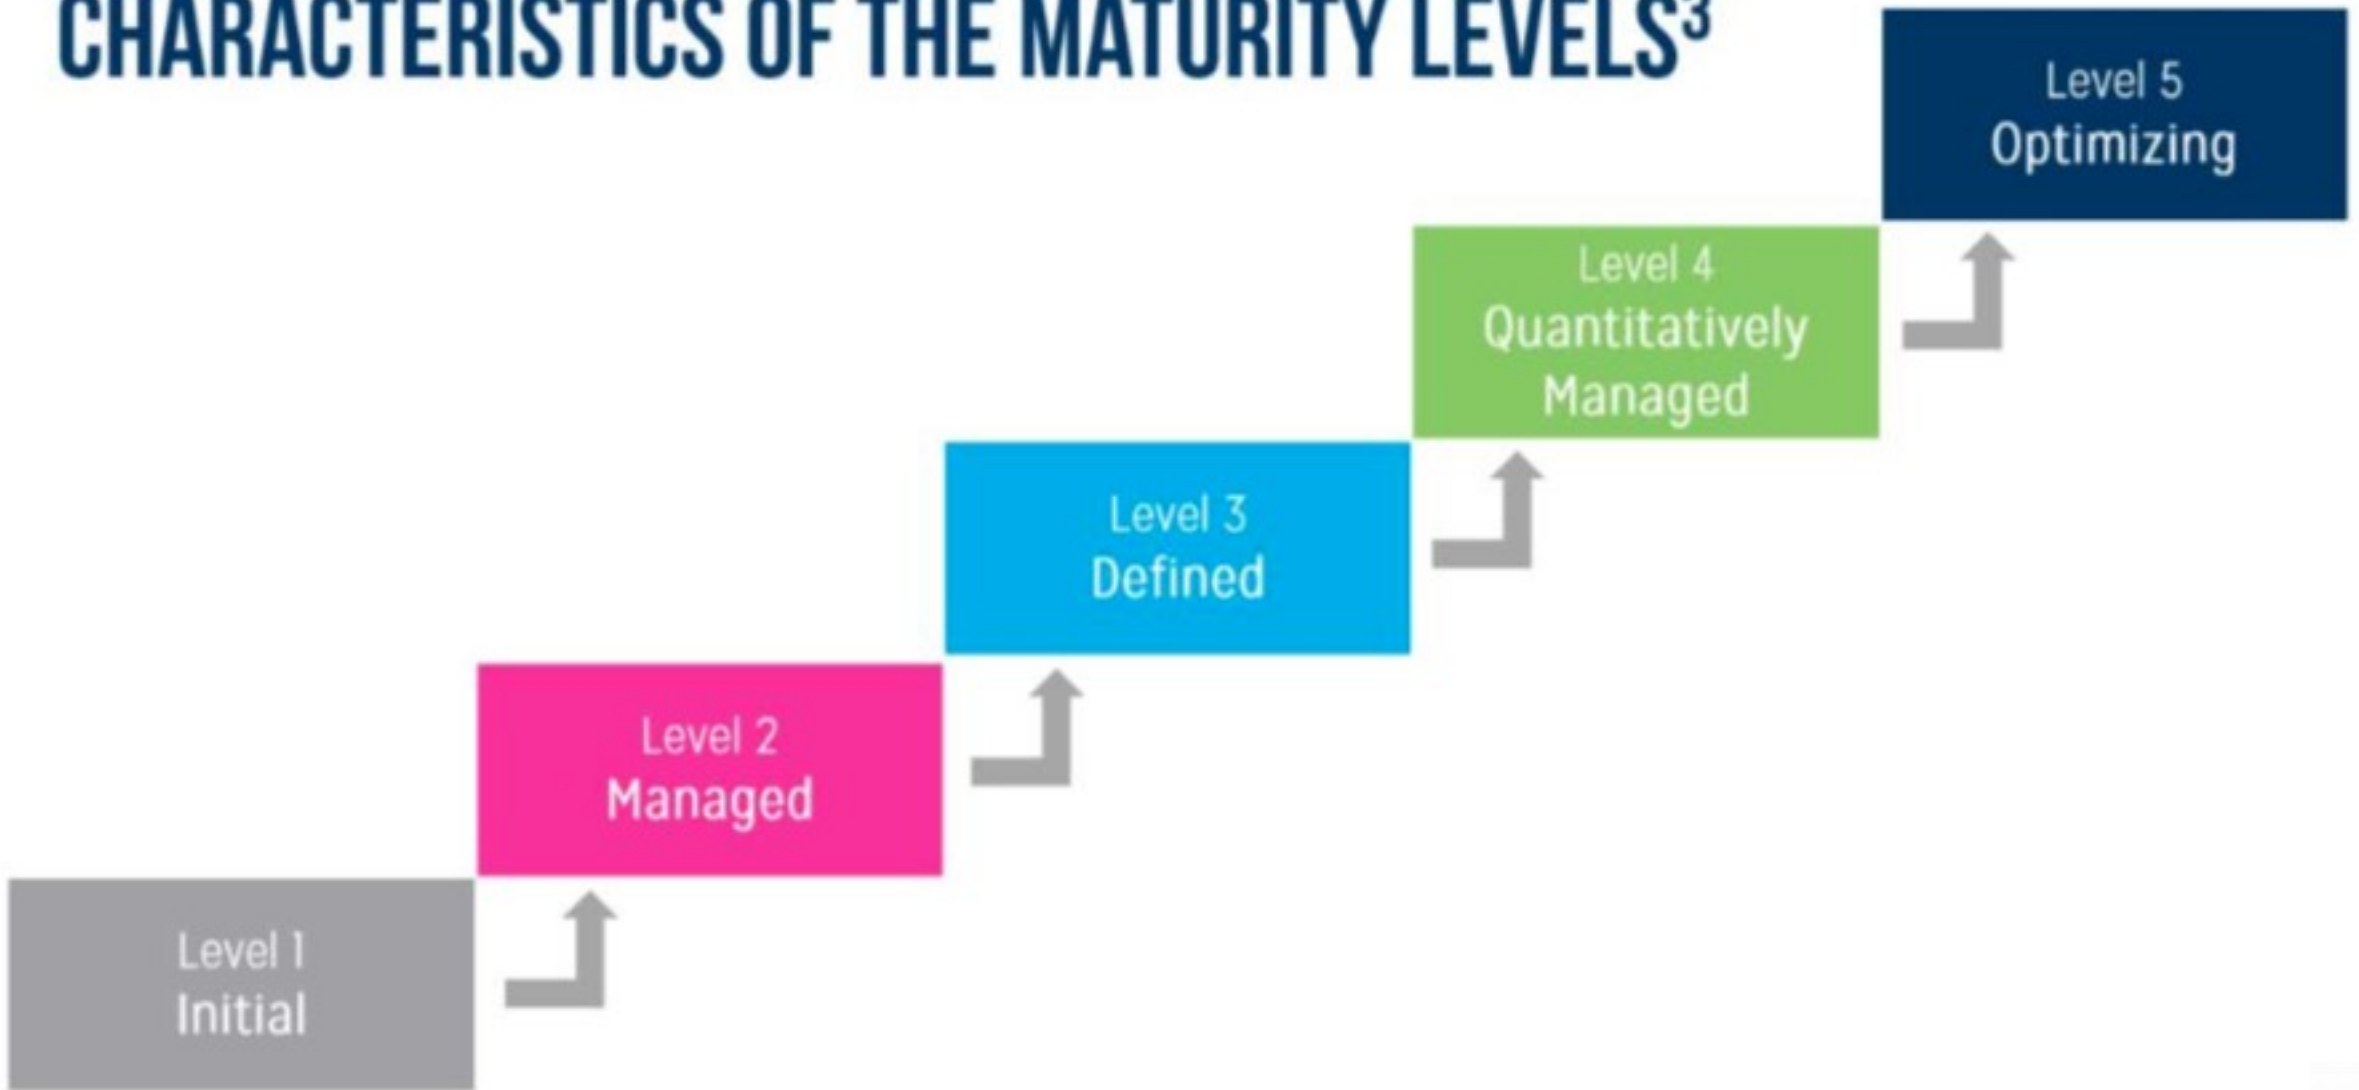 CHARACTERISTICS OF THE MATURITY LEVELS³
Level 5
Optimizing
Level 4
Quantitatively
Managed
Level 3
Defined
Level 2
Managed
Level 1
Initial